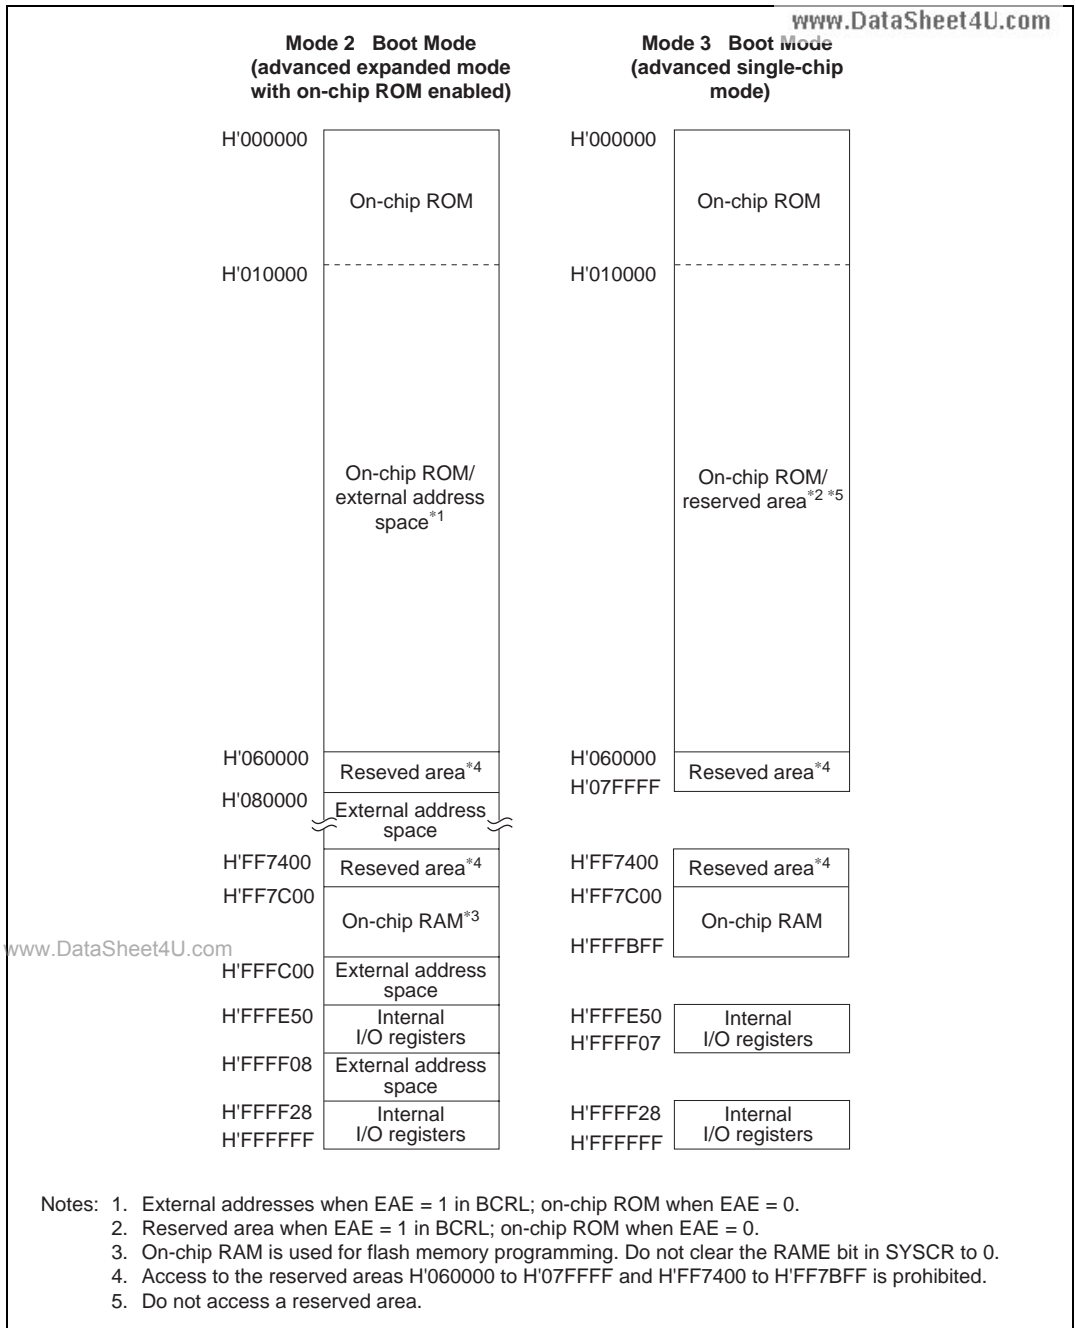 www.DataSheet4U.com
Mode 2 Boot Mode
(advanced expanded mode
with on-chip ROM enabled)
Mode 3 Boot Mode
(advanced single-chip
mode)
H'000000
On-chip ROM
H'010000
On-chip ROM/
external address
space*1
H'060000
Reseved area*4
H'080000
External address
space
H'FF7400
Reseved area*4
H'FF7C00
On-chip RAM*3
H'FFFC00
External address
space
H'FFFE50
Internal
I/O registers
H'FFFF08
External address
space
H'FFFF28
Internal
I/O registers
H'FFFFFF
H'000000
On-chip ROM
H'010000
On-chip ROM/
reserved area*2 *5
H'060000
Reseved area*4
H'07FFFF
H'FF7400
Reseved area*4
H'FF7C00
On-chip RAM
H'FFFBFF
H'FFFE50
Internal
I/O registers
H'FFFF07
H'FFFF28
Internal
I/O registers
H'FFFFFF
www.DataSheet4U.com
Notes: 1. External addresses when EAE = 1 in BCRL; on-chip ROM when EAE = 0.
2. Reserved area when EAE = 1 in BCRL; on-chip ROM when EAE = 0.
3. On-chip RAM is used for flash memory programming. Do not clear the RAME bit in SYSCR to 0.
4. Access to the reserved areas H'060000 to H'07FFFF and H'FF7400 to H'FF7BFF is prohibited.
5. Do not access a reserved area.